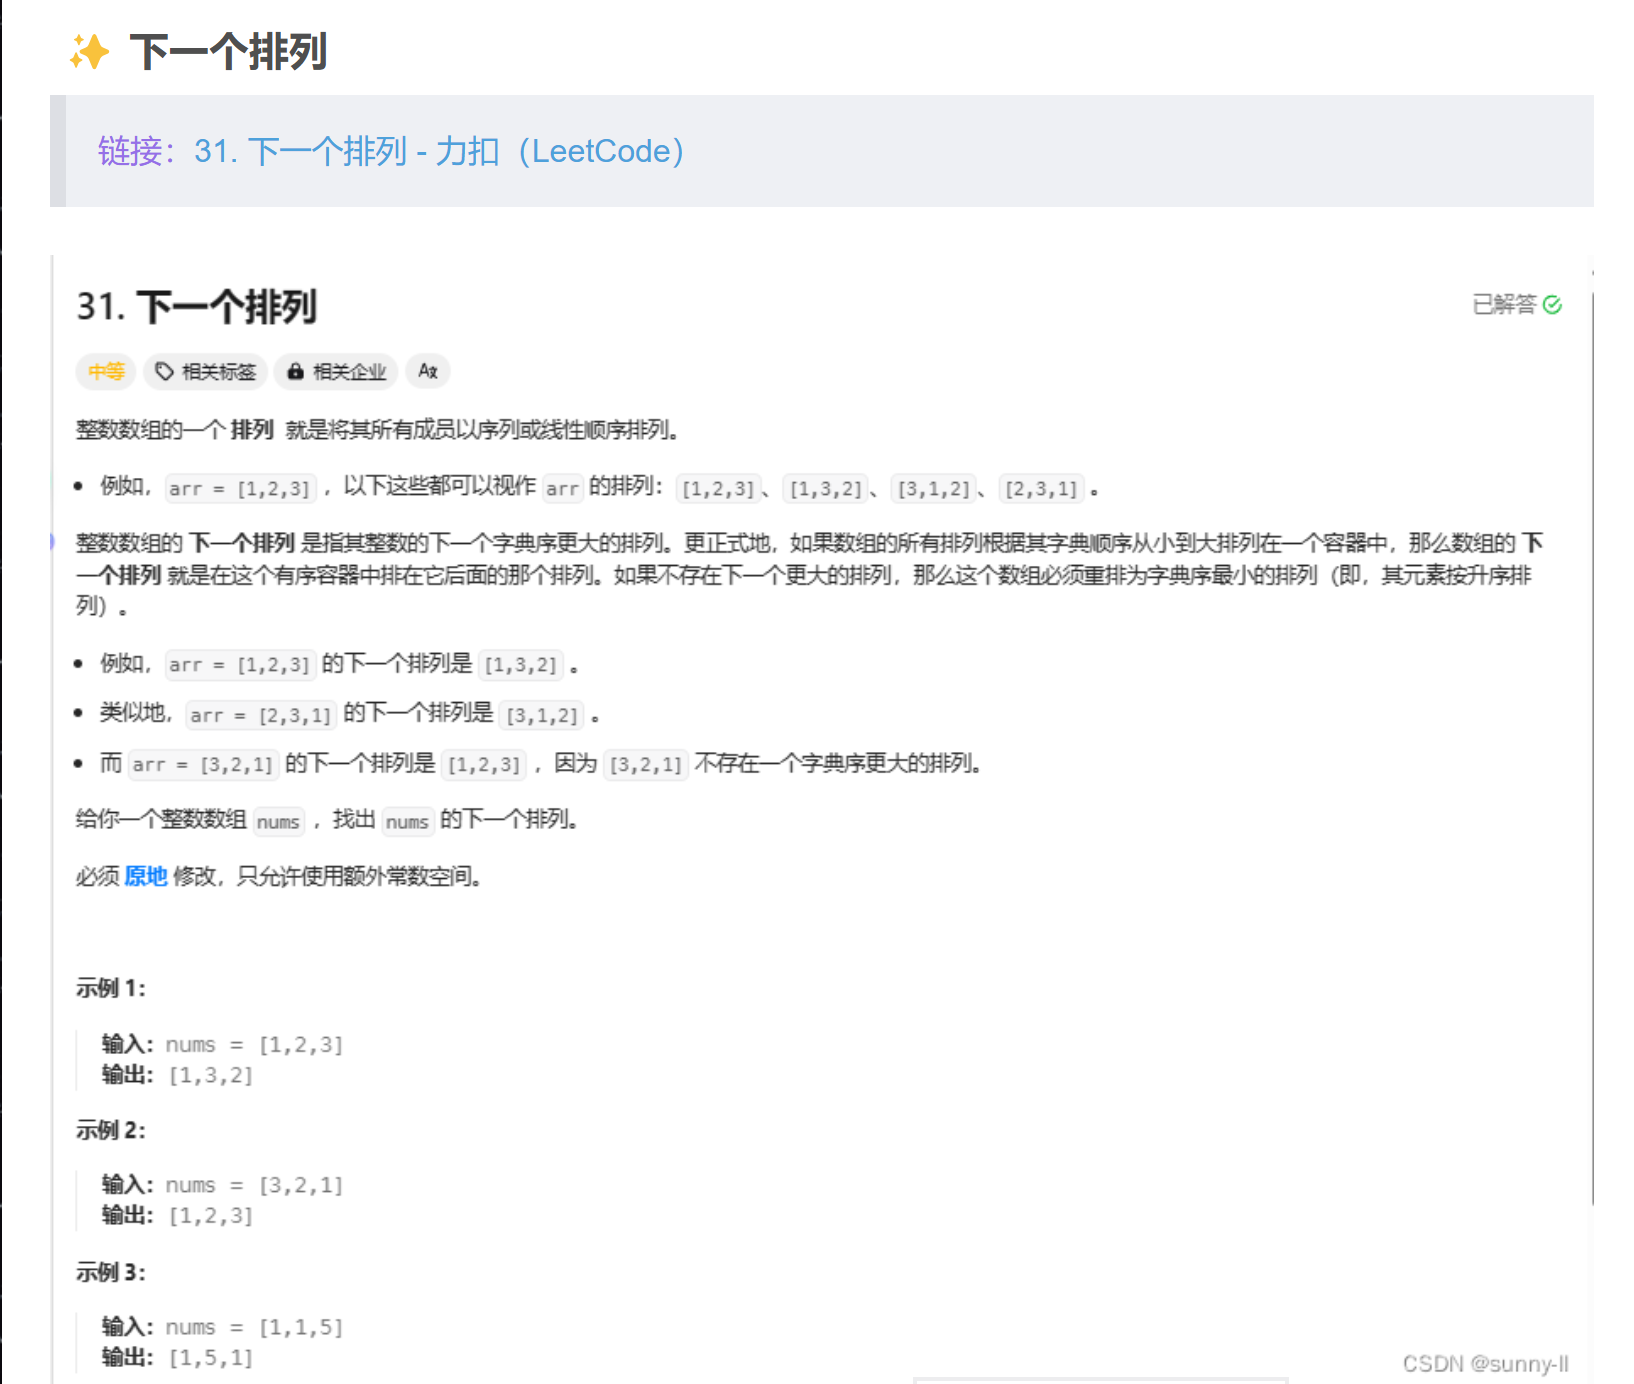 下一个排列
链接：31. 下一个排列 - 力扣（LeetCode）
31. 下一个排列
已解答
中等 相关标签 相关企业
整数数组的一个 排列 就是将其所有成员以序列或线性顺序排列。
例如，arr = [1,2,3] ，以下这些都可以视作 arr 的排列：[1,2,3]、[1,3,2]、[3,1,2]、[2,3,1] 。
整数数组的 下一个排列 是指其整数的下一个字典序更大的排列。更正式地，如果数组的所有排列根据其字典顺序从小到大排列在一个容器中，那么数组的 下
一个排列 就是在这个有序容器中排在它后面的那个排列。如果不存在下一个更大的排列，那么这个数组必须重排为字典序最小的排列（即，其元素按升序排
列）。
例如，arr = [1,2,3] 的下一个排列是 [1,3,2] 。
类似地，arr = [2,3,1] 的下一个排列是 [3,1,2] 。
而 arr = [3,2,1] 的下一个排列是 [1,2,3] ，因为 [3,2,1] 不存在一个字典序更大的排列。
给你一个整数数组 nums ，找出 nums 的下一个排列。
必须 原地 修改，只允许使用额外常数空间。
示例 1：
输入：nums = [1,2,3]
输出：[1,3,2]
示例 2：
输入：nums = [3,2,1]
输出：[1,2,3]
示例 3：
输入：nums = [1,1,5]
输出：[1,5,1]
CSDN @sunny-ll